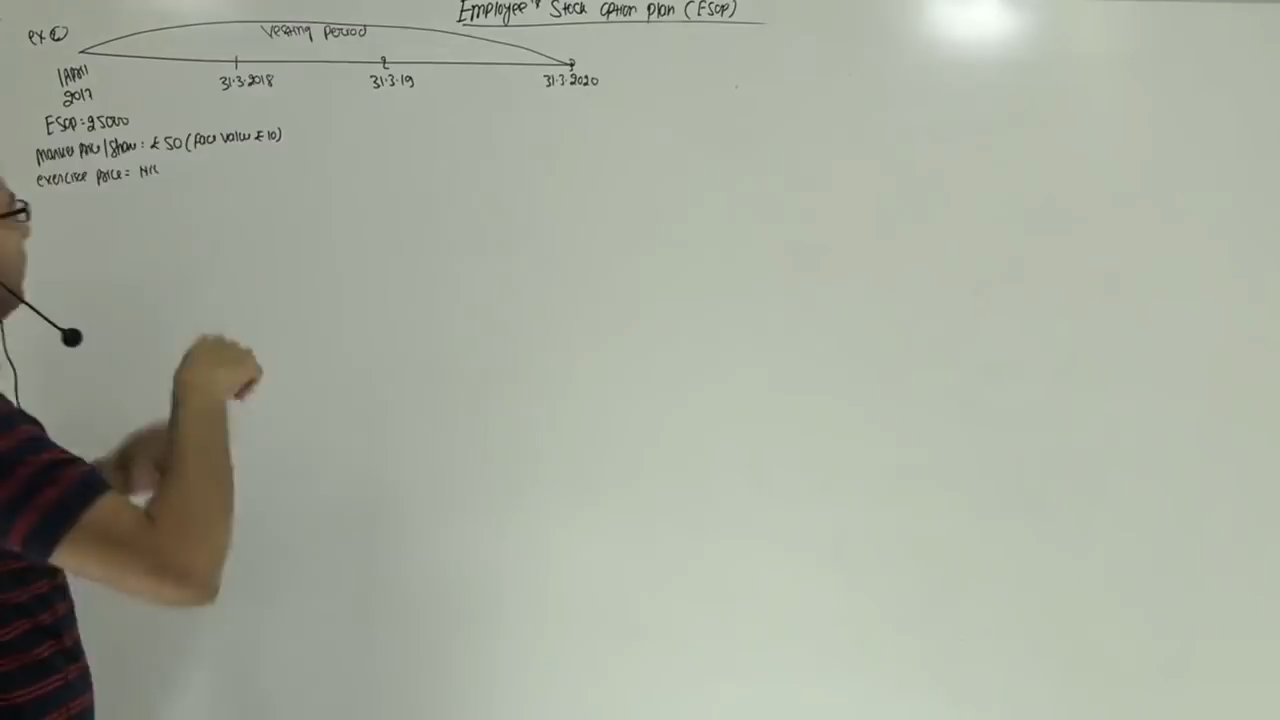 Employee's Stock option plan (ESOP)
ex ①
Vesting period
1 April
2017
31.3.2018
31.3.19
31.3.2020
ESOP = 25000
Market price / Share : ₹ 50 (face value ₹ 10)
exercise price = NIL